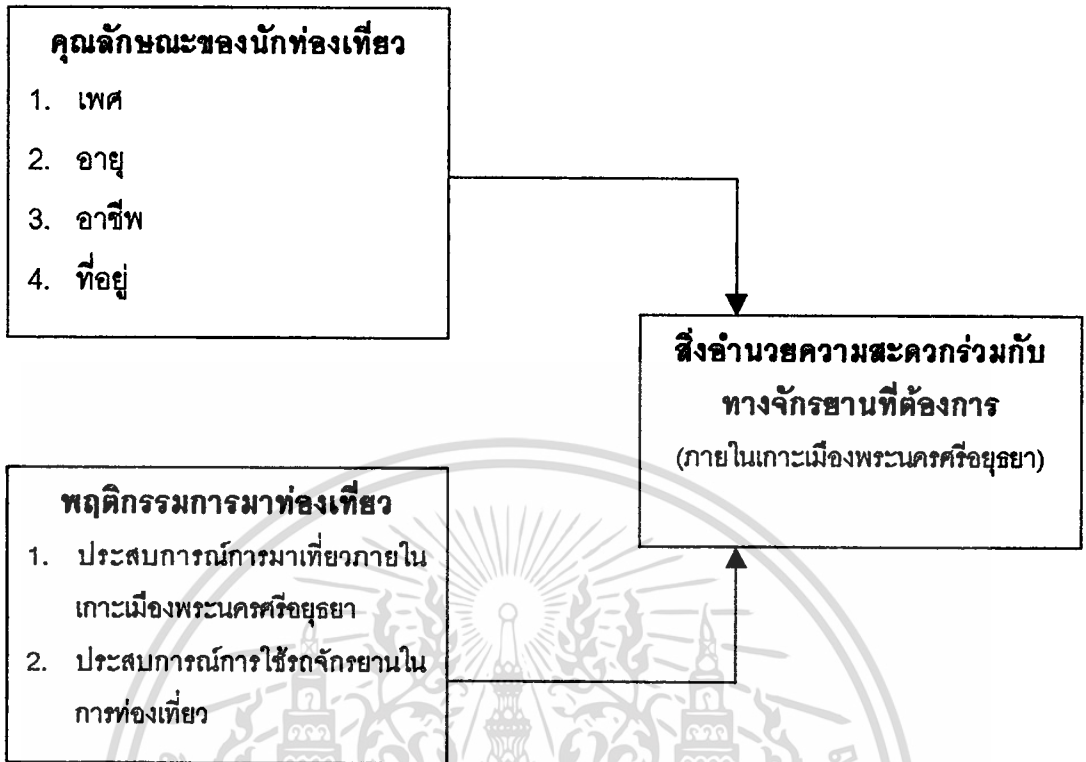 คุณลักษณะของนักท่องเที่ยว
1. เพศ
2. อายุ
3. อาชีพ
4. ที่อยู่
สิ่งอำนวยความสะดวกร่วมกับ
ทางจักรยานที่ต้องการ
(ภายในเกาะเมืองพระนครศรีอยุธยา)
พฤติกรรมการมาท่องเที่ยว
1. ประสบการณ์การมาเที่ยวภายใน
เกาะเมืองพระนครศรีอยุธยา
2. ประสบการณ์การใช้รถจักรยานใน
การท่องเที่ยว